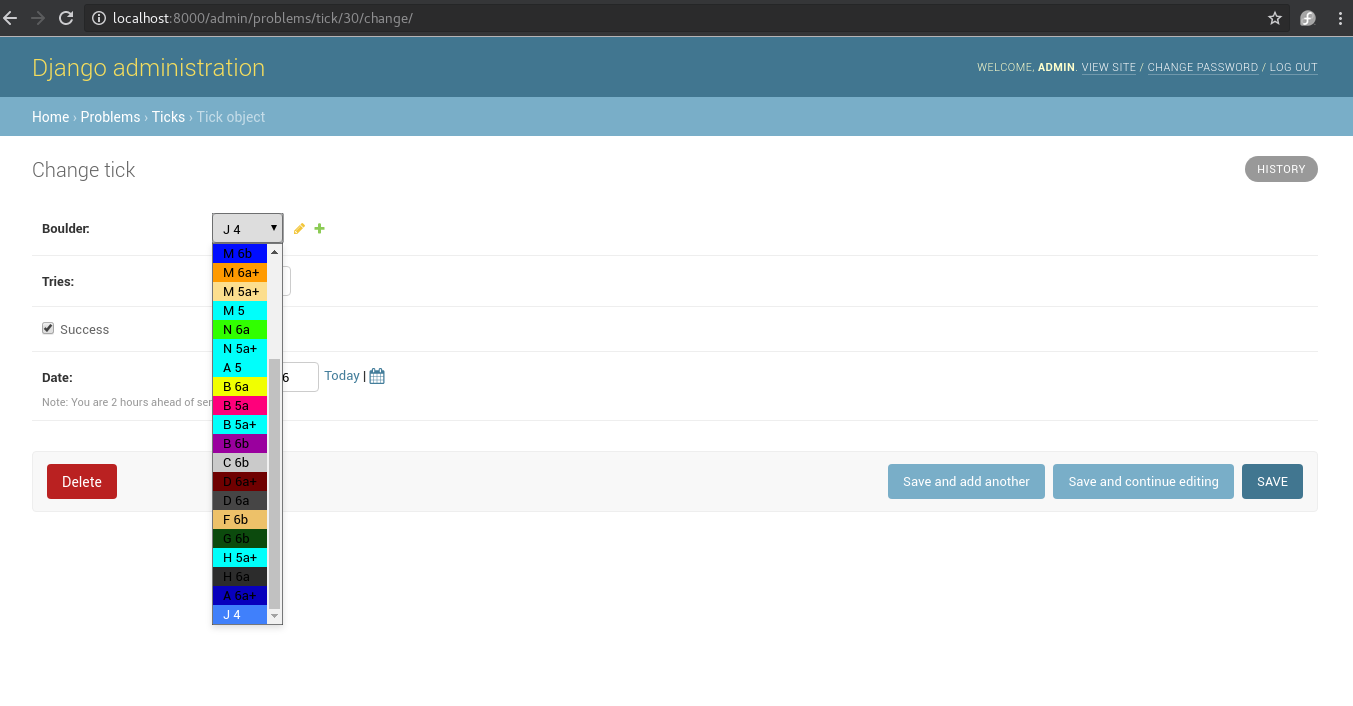 localhost:8000/admin/problems/tick/30/change/
Django administration
WELCOME, ADMIN. VIEW SITE / CHANGE PASSWORD / LOG OUT
Home › Problems › Ticks › Tick object
Change tick
HISTORY
Boulder:
J 4
M 6b
M 6a+
Tries:
M 5a+
M 5
Success
N 6a
N 5a+
A 5
Date:
6
Today |
B 6a
Note: You are 2 hours ahead of ser
B 5a
B 5a+
B 6b
C 6b
D 6a+
Delete
Save and add another
Save and continue editing
SAVE
D 6a
F 6b
G 6b
H 5a+
H 6a
A 6a+
J 4